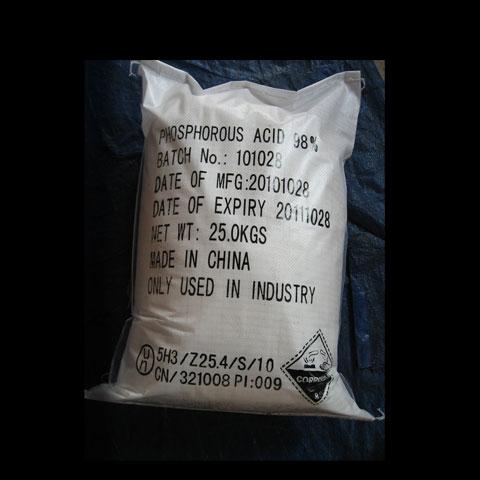 PHOSPHOROUS ACID 98%
BATCH No.: 101028
DATE OF MFG:20101028
DATE OF EXPIRY 20111028
NET WT: 25.0KGS
MADE IN CHINA
ONLY USED IN INDUSTRY
un 5H3/Z25.4/S/10
CN/321008 PI:009
8